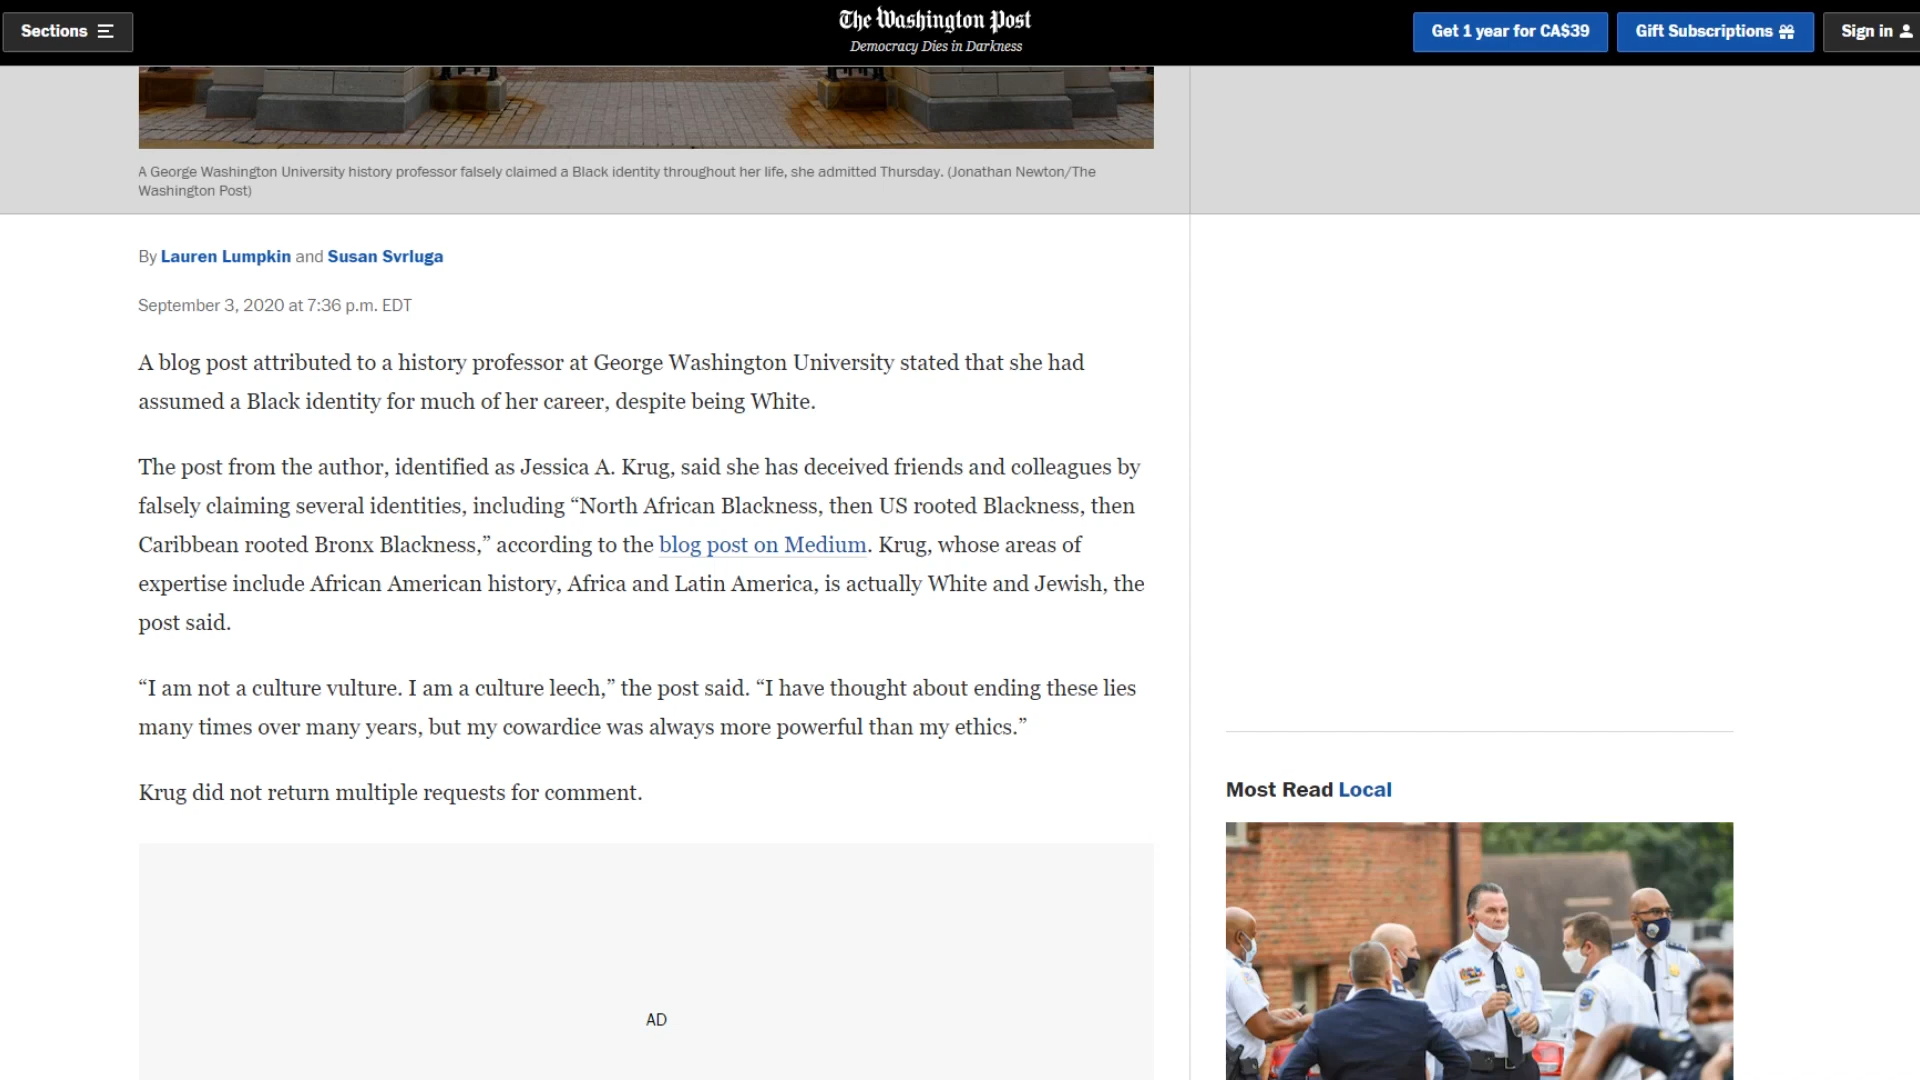 Sections
The Washington Post
Democracy Dies in Darkness
Get 1 year for CA$39
Gift Subscriptions
Sign in
A George Washington University history professor falsely claimed a Black identity throughout her life, she admitted Thursday. (Jonathan Newton/The
Washington Post)
By Lauren Lumpkin and Susan Svrluga
September 3, 2020 at 7:36 p.m. EDT
A blog post attributed to a history professor at George Washington University stated that she had
assumed a Black identity for much of her career, despite being White.
The post from the author, identified as Jessica A. Krug, said she has deceived friends and colleagues by
falsely claiming several identities, including “North African Blackness, then US rooted Blackness, then
Caribbean rooted Bronx Blackness,” according to the blog post on Medium. Krug, whose areas of
expertise include African American history, Africa and Latin America, is actually White and Jewish, the
post said.
“I am not a culture vulture. I am a culture leech,” the post said. “I have thought about ending these lies
many times over many years, but my cowardice was always more powerful than my ethics.”
Krug did not return multiple requests for comment.
AD
Most Read Local